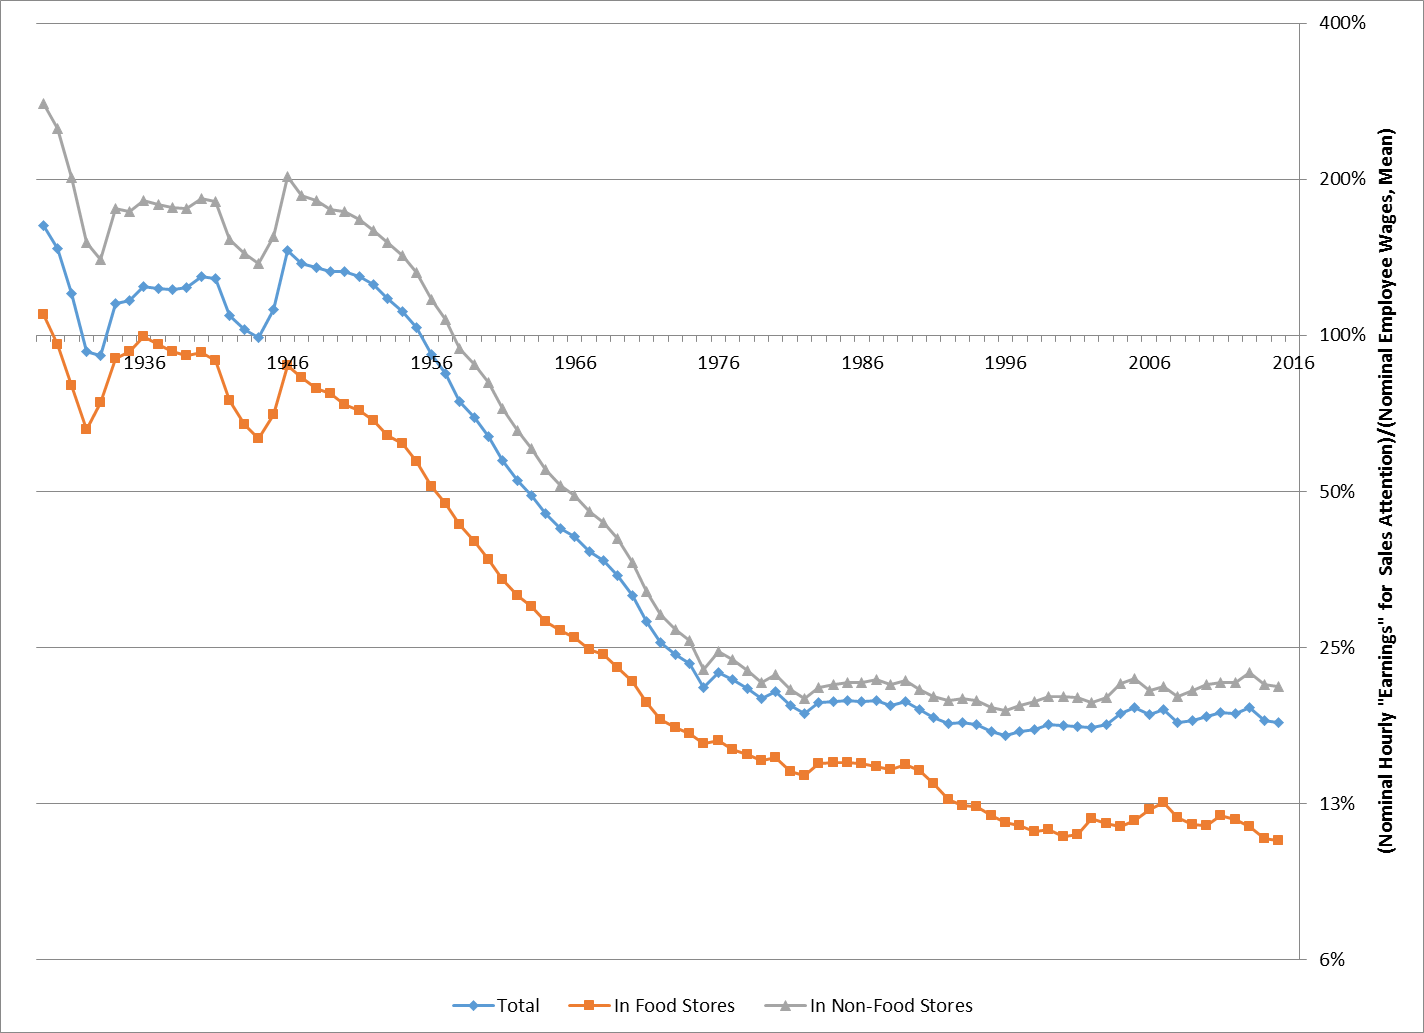 400%
200%
100%
50%
25%
13%
6%
1936 1946 1956 1966 1976 1986 1996 2006 2016
(Nominal Hourly "Earnings" for Sales Attention)/(Nominal Employee Wages, Mean)
Total In Food Stores In Non-Food Stores